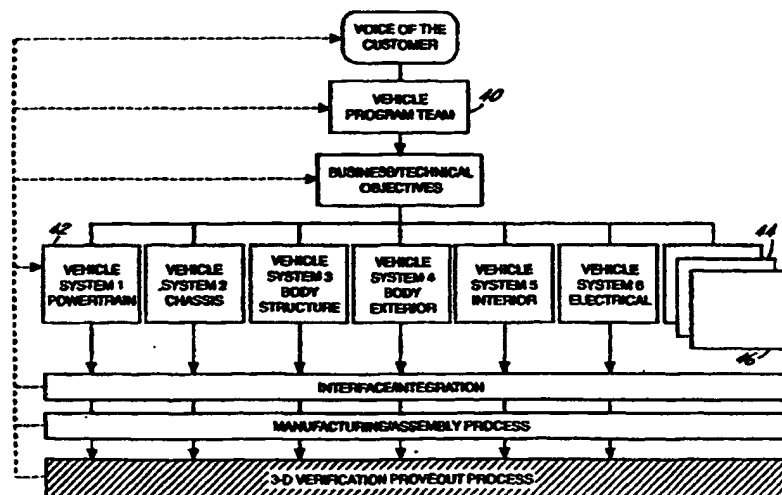 VOICE OF THE
CUSTOMER
VEHICLE
PROGRAM TEAM
40
BUSINESS/TECHNICAL
OBJECTIVES
42
44
VEHICLE
SYSTEM 1
POWERTRAIN
VEHICLE
SYSTEM 2
CHASSIS
VEHICLE
SYSTEM 3
BODY
STRUCTURE
VEHICLE
SYSTEM 4
BODY
EXTERIOR
VEHICLE
SYSTEM 5
INTERIOR
VEHICLE
SYSTEM 6
ELECTRICAL
46
INTERFACE/INTEGRATION
MANUFACTURING/ASSEMBLY PROCESS
3-D VERIFICATION PROVEOUT PROCESS